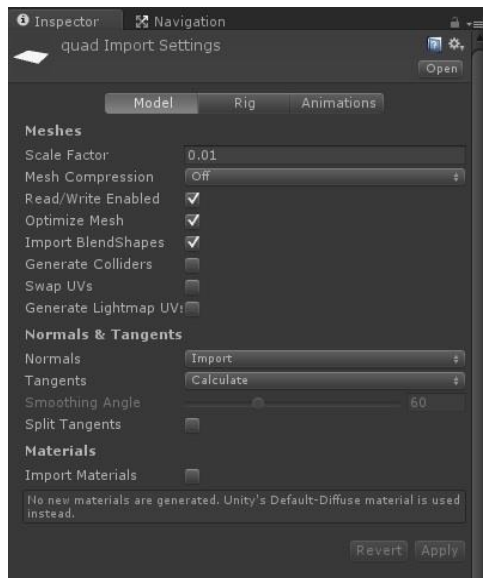 Inspector Navigation
quad Import Settings
Open
Model Rig Animations
Meshes
Scale Factor 0.01
Mesh Compression Off
Read/Write Enabled
Optimize Mesh
Import BlendShapes
Generate Colliders
Swap UVs
Generate Lightmap UVs
Normals & Tangents
Normals Import
Tangents Calculate
Smoothing Angle 60
Split Tangents
Materials
Import Materials
No new materials are generated. Unity's Default-Diffuse material is used
instead.
Revert Apply